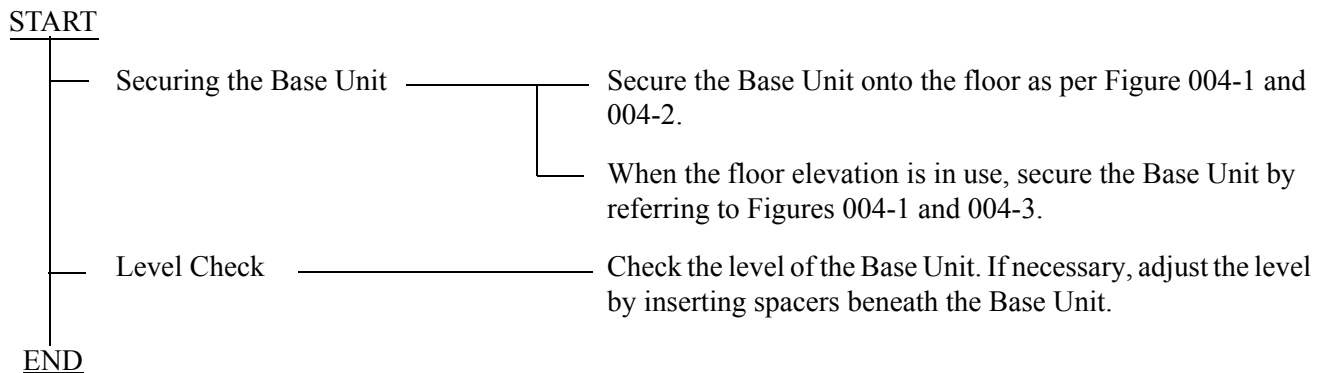 START
Securing the Base Unit
Secure the Base Unit onto the floor as per Figure 004-1 and
004-2.
When the floor elevation is in use, secure the Base Unit by
referring to Figures 004-1 and 004-3.
Level Check
Check the level of the Base Unit. If necessary, adjust the level
by inserting spacers beneath the Base Unit.
END